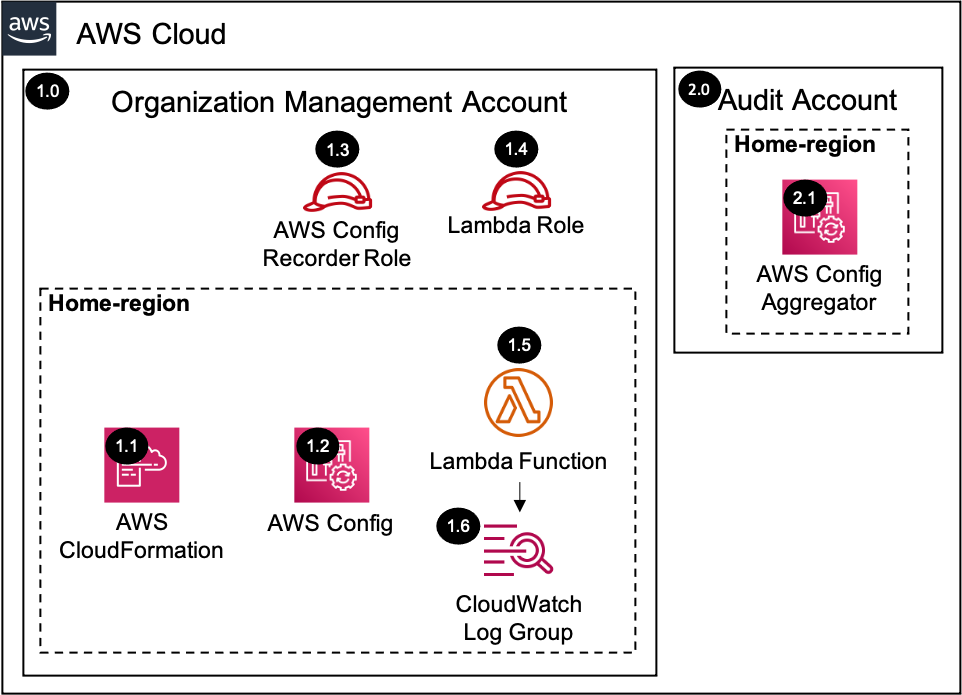 aws
AWS Cloud
1.0
Organization Management Account
1.3
AWS Config
Recorder Role
1.4
Lambda Role
Home-region
1.1
AWS
CloudFormation
1.2
AWS Config
1.5
Lambda Function
1.6
CloudWatch
Log Group
2.0
Audit Account
Home-region
2.1
AWS Config
Aggregator